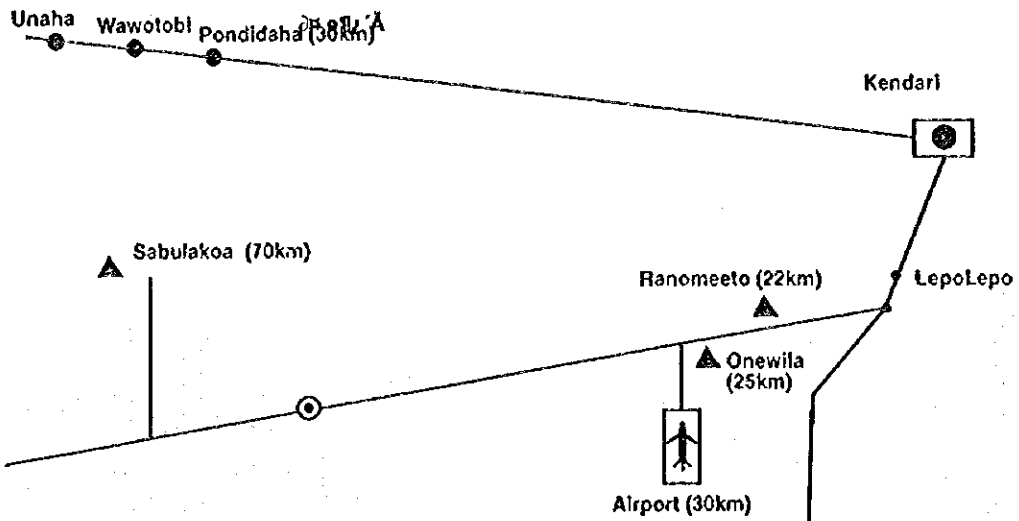 Unaha
Wawotobi
Pondidaha (30km)
Kendari
Sabulakoa (70km)
Ranomeeto (22km)
LepoLepo
Onewila
(25km)
Airport (30km)